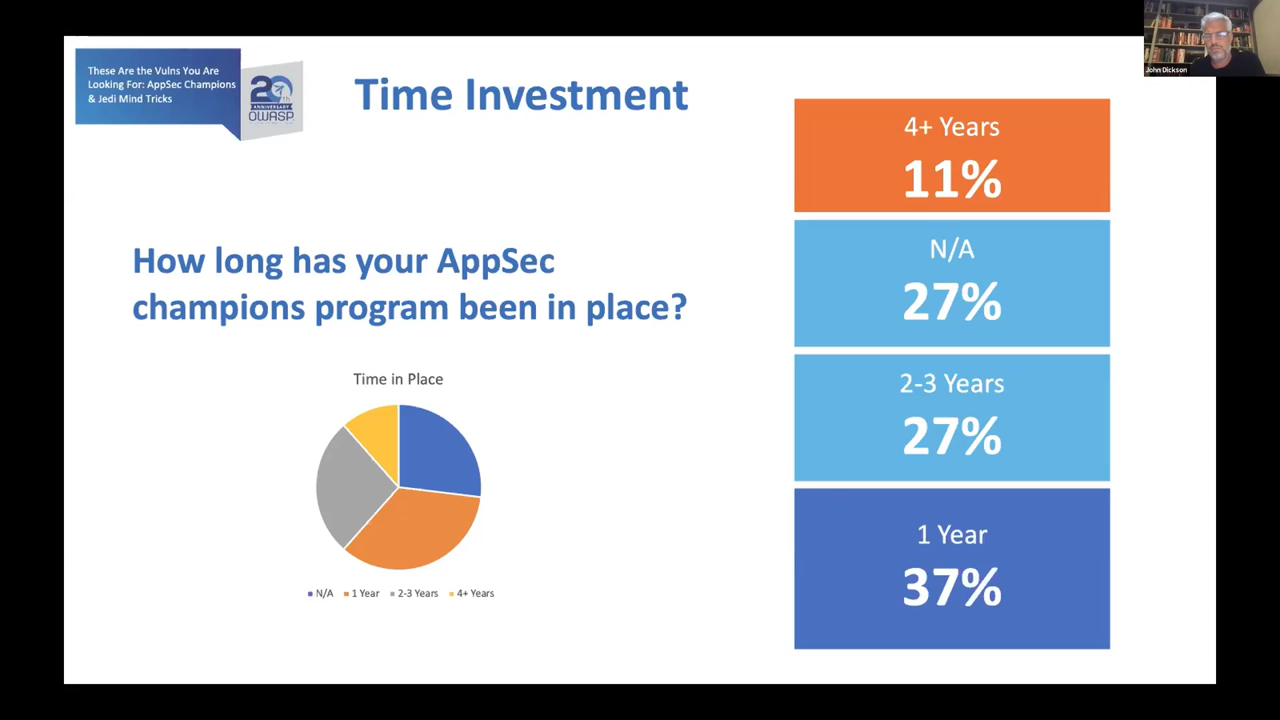 These Are the Vulns You Are
Looking For: AppSec Champions
& Jedi Mind Tricks
20th
ANNIVERSARY
OWASP
Time Investment
John Dickson
How long has your AppSec
champions program been in place?
Time in Place
N/A 1 Year 2-3 Years 4+ Years
4+ Years
11%
N/A
27%
2-3 Years
27%
1 Year
37%